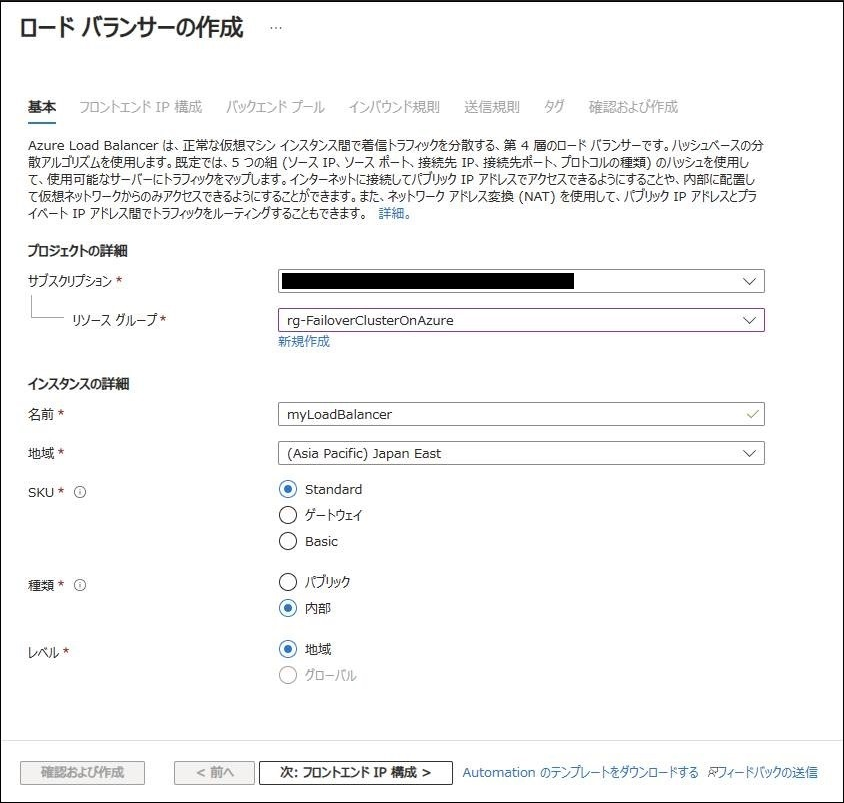 ロード バランサーの作成 …
基本 フロントエンド IP 構成 バックエンド プール インバウンド規則 送信規則 タグ 確認および作成
Azure Load Balancer は、正常な仮想マシン インスタンス間で着信トラフィックを分散する、第 4 層のロード バランサーです。ハッシュベースの分
散アルゴリズムを使用します。既定では、5 つの組 (ソース IP、ソース ポート、接続先 IP、接続先ポート、プロトコルの種類) のハッシュを使用し
て、使用可能なサーバーにトラフィックをマップします。インターネットに接続してパブリック IP アドレスでアクセスできるようにすることや、内部に配置し
て仮想ネットワークからのみアクセスできるようにすることができます。また、ネットワーク アドレス変換 (NAT) を使用して、パブリック IP アドレスとプラ
イベート IP アドレス間でトラフィックをルーティングすることもできます。 詳細。
プロジェクトの詳細
サブスクリプション *
リソース グループ * rg-FailoverClusterOnAzure
新規作成
インスタンスの詳細
名前 * myLoadBalancer
地域 * (Asia Pacific) Japan East
SKU * Standard
ゲートウェイ
Basic
種類 * パブリック
内部
レベル * 地域
グローバル
確認および作成 < 前へ 次: フロントエンド IP 構成 > Automation のテンプレートをダウンロードする フィードバックの送信